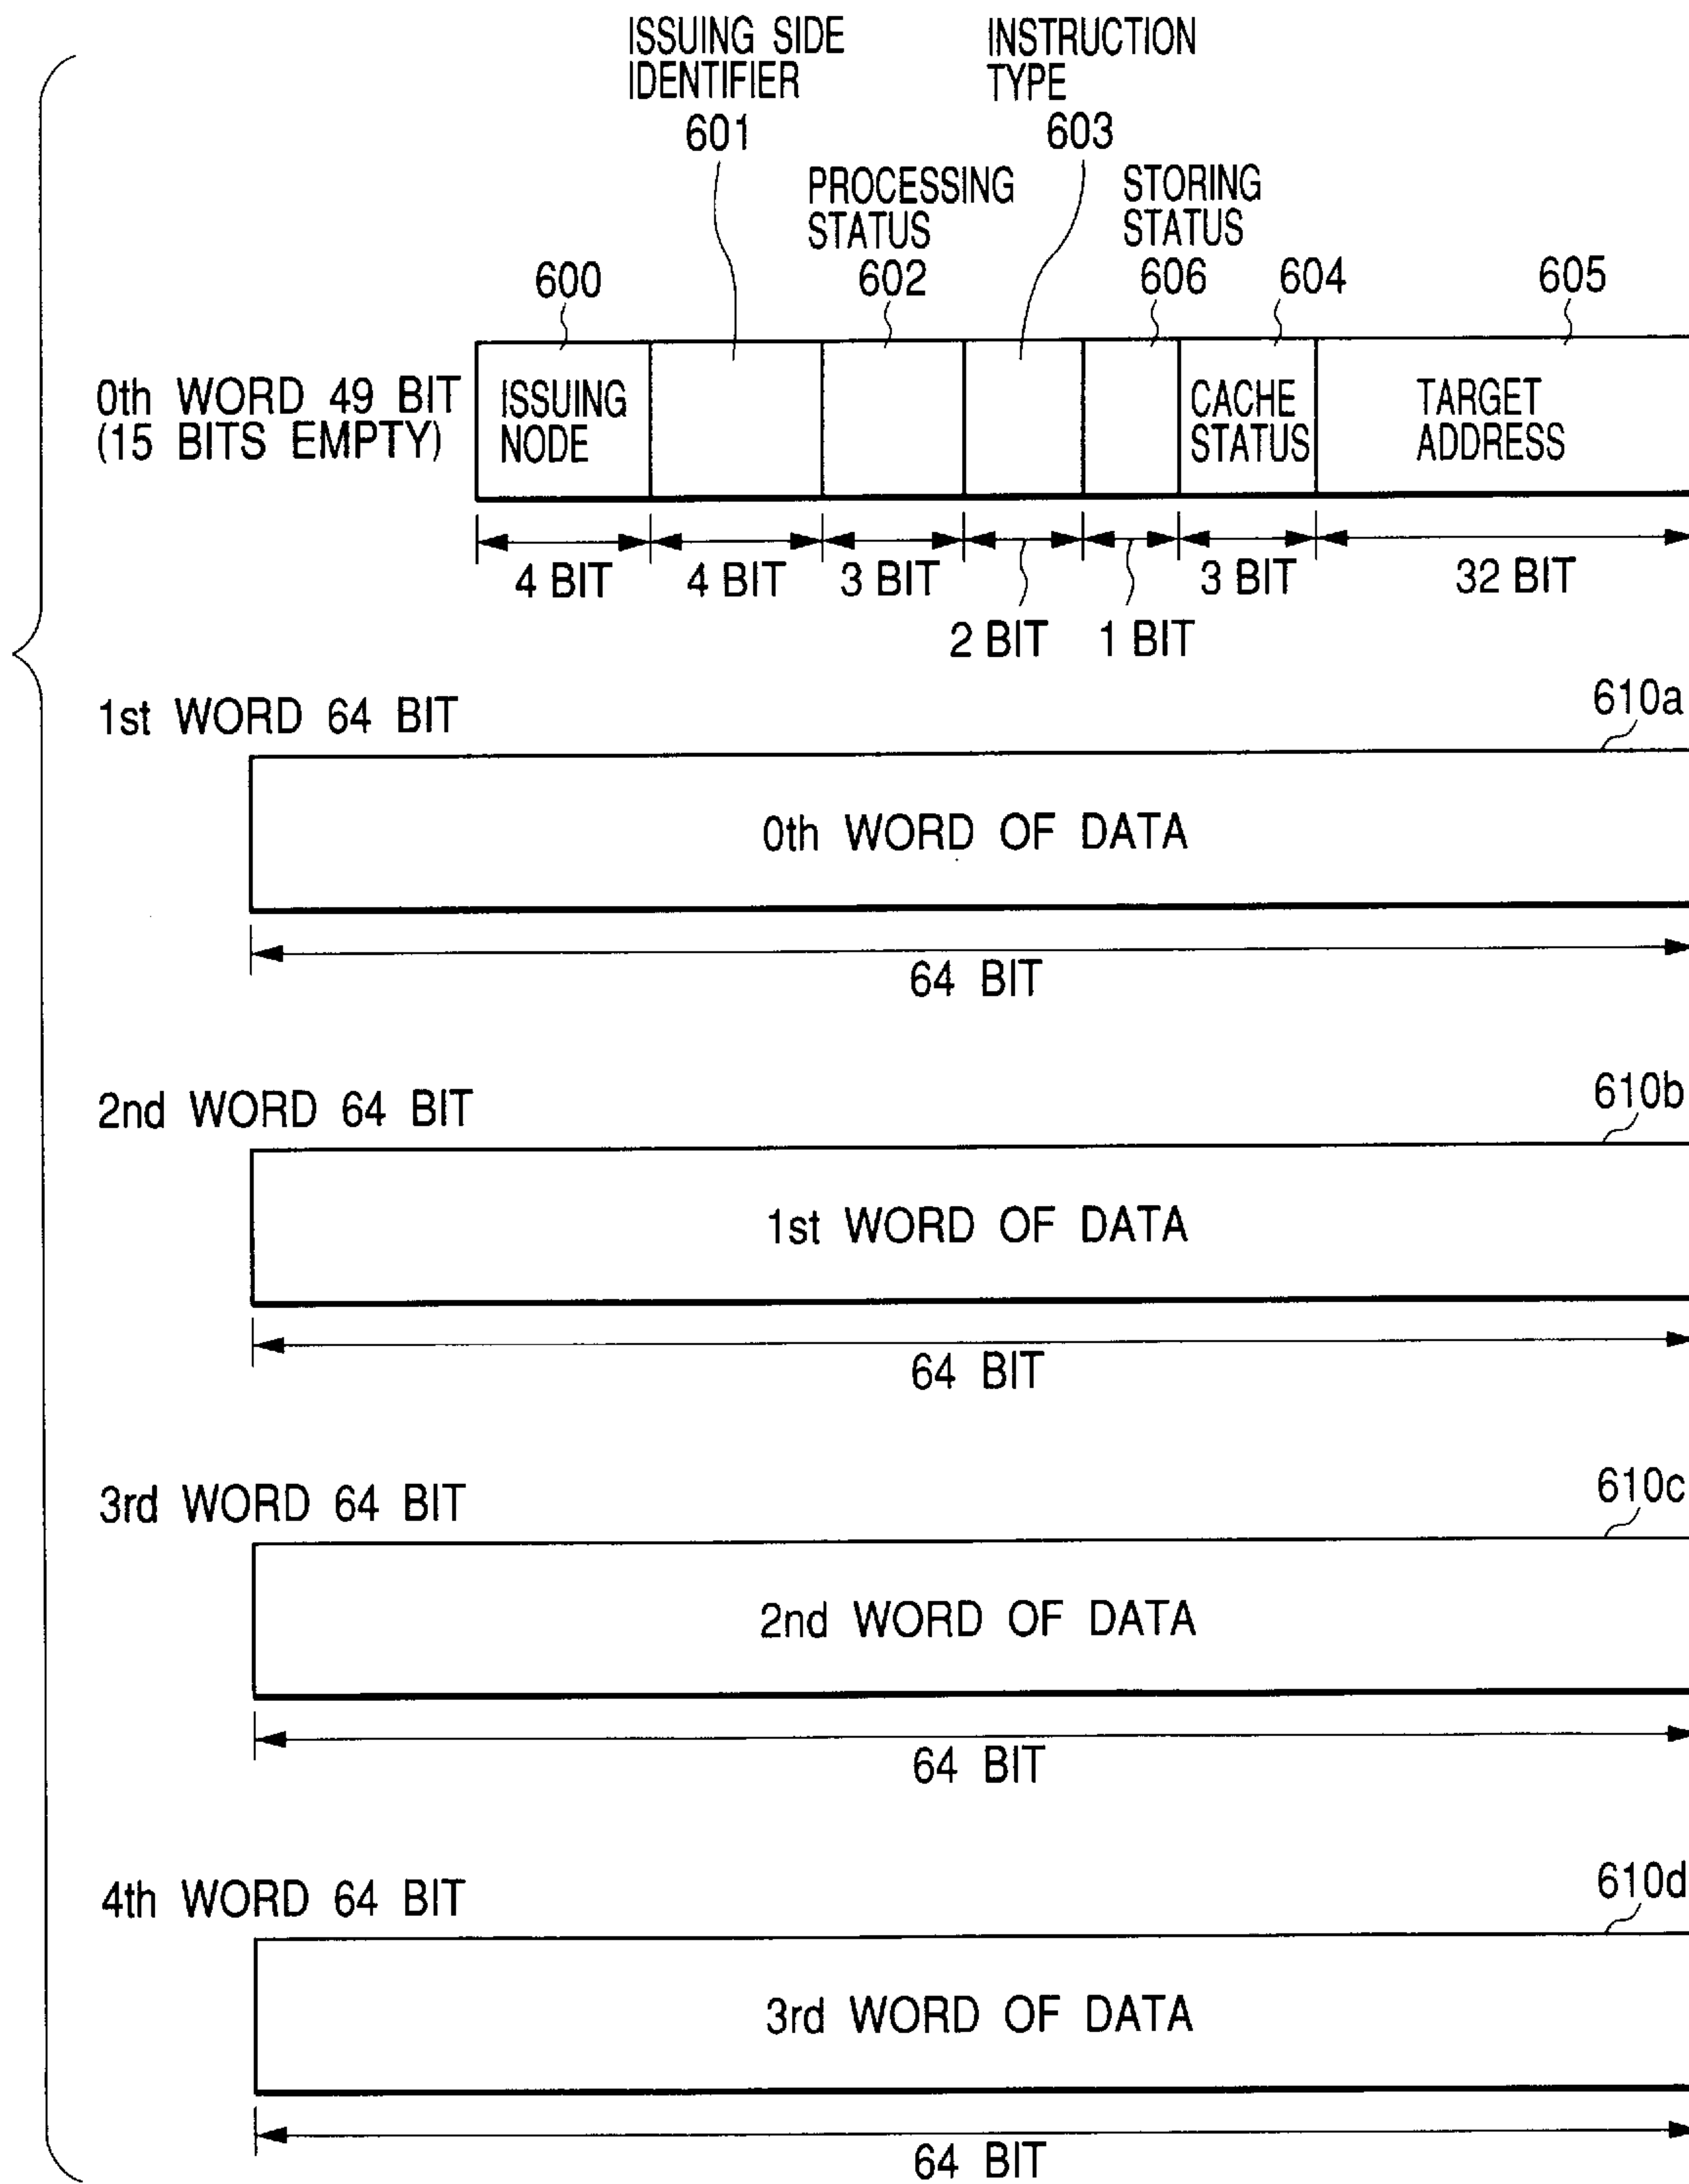 ISSUING SIDE
IDENTIFIER
601
INSTRUCTION
TYPE
603
PROCESSING
STATUS
602
STORING
STATUS
606
600
604
605
0th WORD 49 BIT
(15 BITS EMPTY)
ISSUING
NODE
CACHE
STATUS
TARGET
ADDRESS
4 BIT
4 BIT
3 BIT
2 BIT
1 BIT
3 BIT
32 BIT
1st WORD 64 BIT
610a
0th WORD OF DATA
64 BIT
2nd WORD 64 BIT
610b
1st WORD OF DATA
64 BIT
3rd WORD 64 BIT
610c
2nd WORD OF DATA
64 BIT
4th WORD 64 BIT
610d
3rd WORD OF DATA
64 BIT